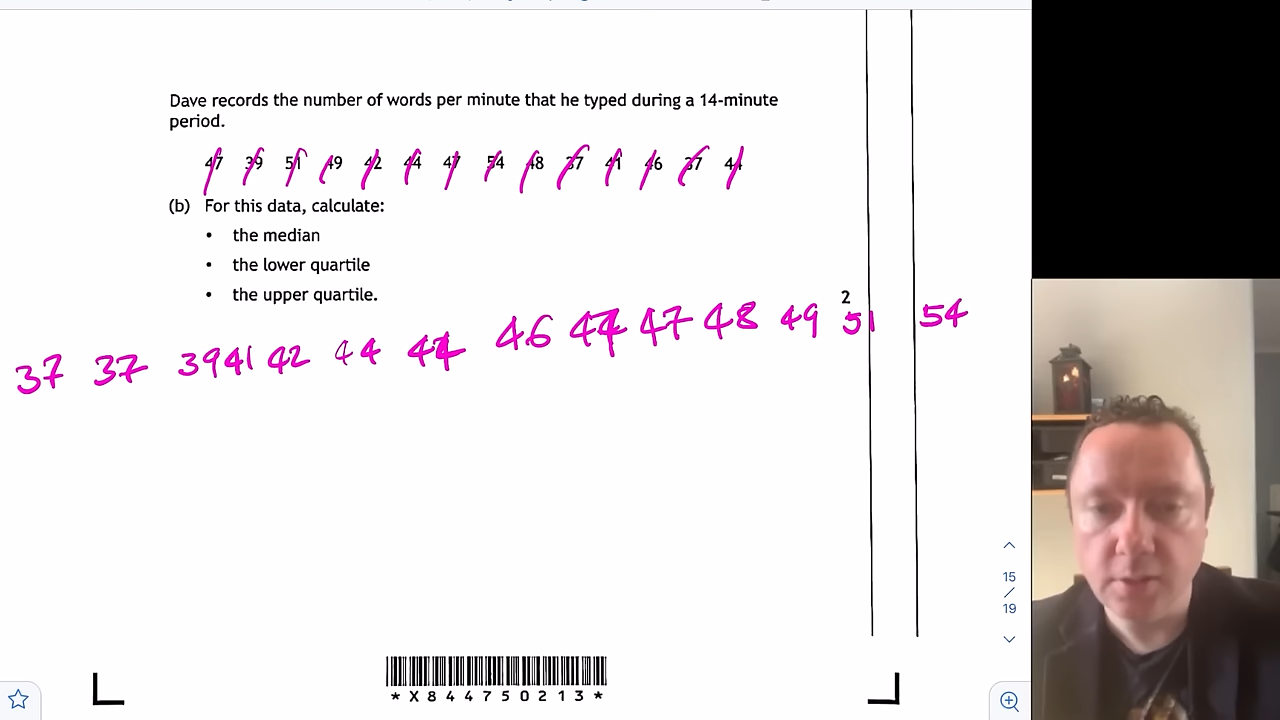 Dave records the number of words per minute that he typed during a 14-minute
period.
47 39 51 49 42 44 47 54 48 37 41 46 37 44
(b) For this data, calculate:
• the median
• the lower quartile
• the upper quartile.
2
37 37 39 41 42 44 44 46 47 47 48 49 51 54
15
/
19
*X844750213*